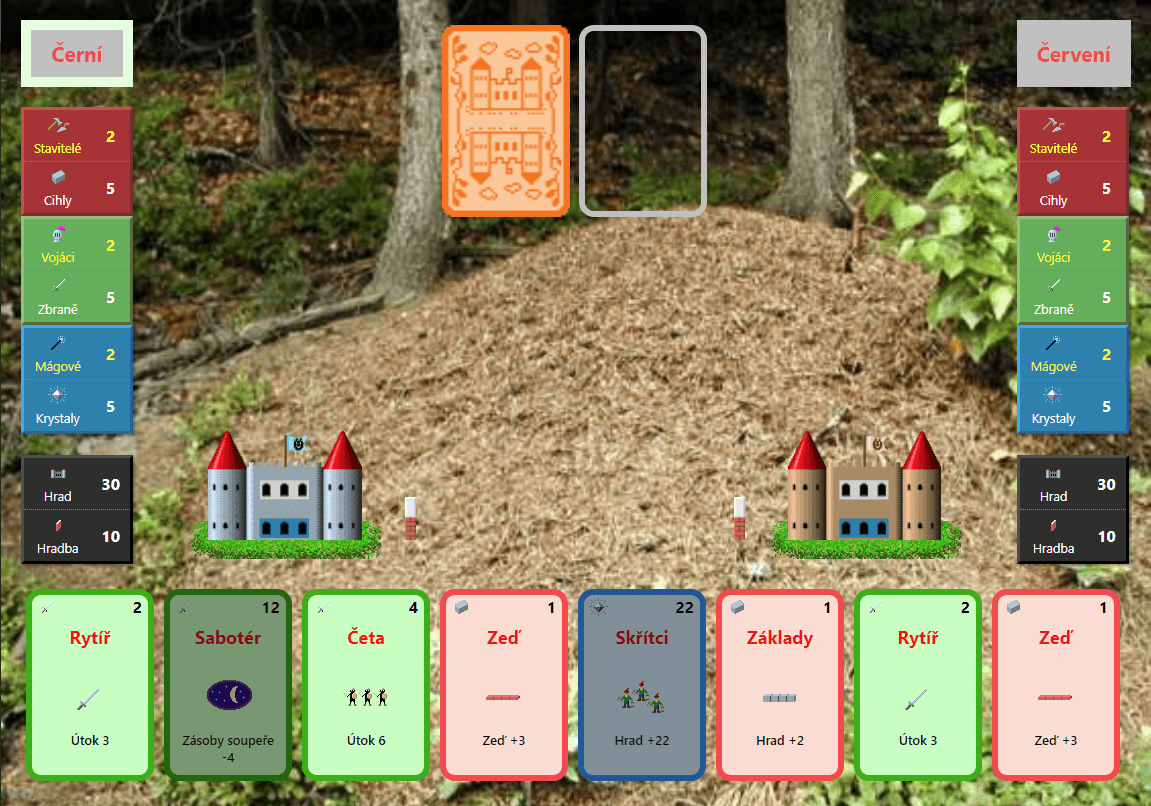 Černí
Červení
Stavitelé 2
Cihly 5
Vojáci 2
Zbraně 5
Mágové 2
Krystaly 5
Hrad 30
Hradba 10
Stavitelé 2
Cihly 5
Vojáci 2
Zbraně 5
Mágové 2
Krystaly 5
Hrad 30
Hradba 10
2
Rytíř
Útok 3
12
Sabotér
Zásoby soupeře
-4
4
Četa
Útok 6
1
Zeď
Zeď +3
22
Skřítci
Hrad +22
1
Základy
Hrad +2
2
Rytíř
Útok 3
1
Zeď
Zeď +3